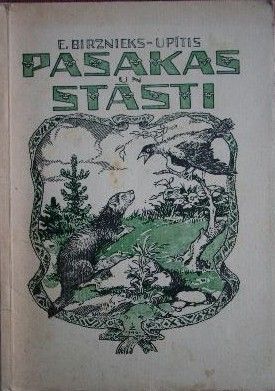 E. BIRZNIEKS-UPĪTIS
PASAKAS
UN
STĀSTI